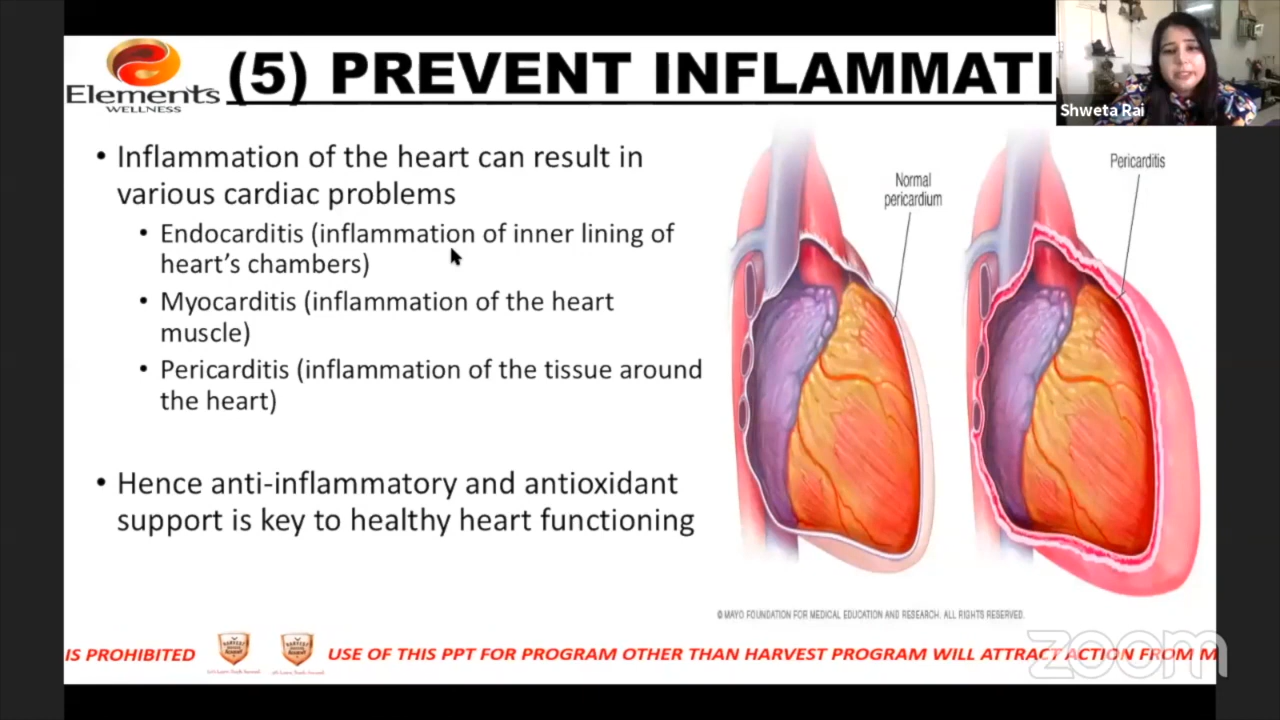 Elements
WELLNESS
(5) PREVENT INFLAMMATI
Shweta Rai
• Inflammation of the heart can result in
various cardiac problems
• Endocarditis (inflammation of inner lining of
heart's chambers)
• Myocarditis (inflammation of the heart
muscle)
• Pericarditis (inflammation of the tissue around
the heart)
• Hence anti-inflammatory and antioxidant
support is key to healthy heart functioning
Normal
pericardium
Pericarditis
© MAYO FOUNDATION FOR MEDICAL EDUCATION AND RESEARCH. ALL RIGHTS RESERVED.
IS PROHIBITED
USE OF THIS PPT FOR PROGRAM OTHER THAN HARVEST PROGRAM WILL ATTRACT ACTION FROM M
zoom